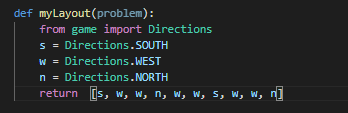 def myLayout(problem):
    from game import Directions
    s = Directions.SOUTH
    w = Directions.WEST
    n = Directions.NORTH
    return  [s, w, w, n, w, w, s, w, w, n]